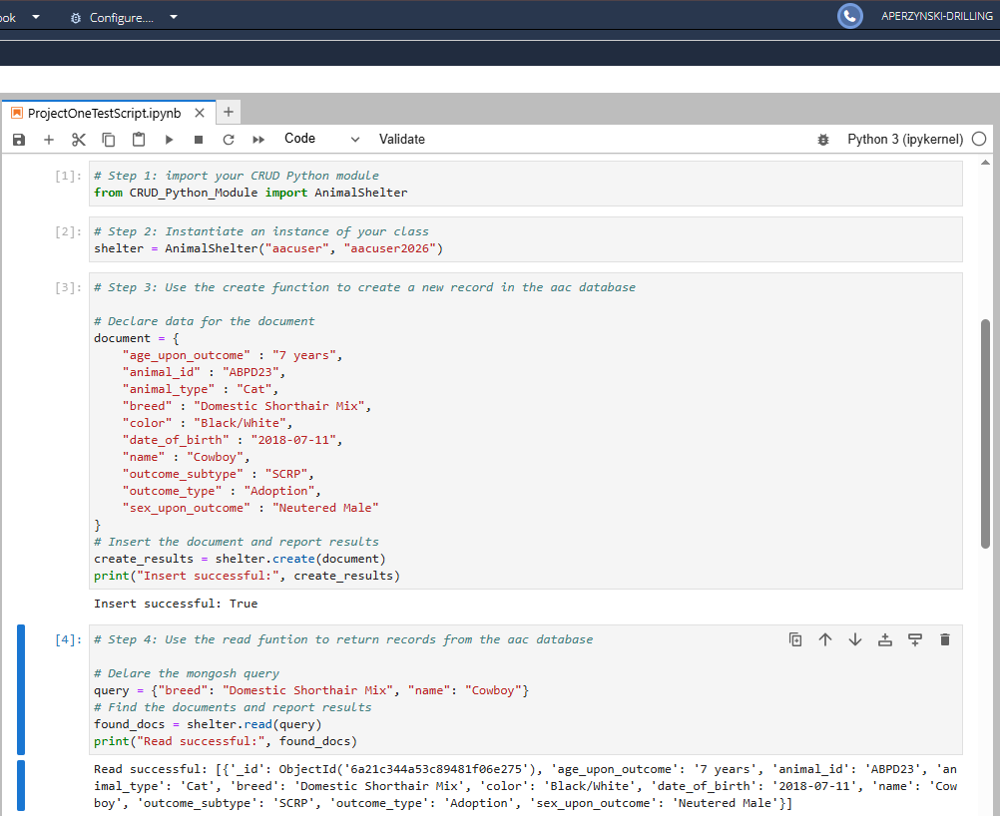 ook
Configure....
APERZYNSKI-DRILLING
ProjectOneTestScript.ipynb
Code
Validate
Python 3 (ipykernel)
[1]:
# Step 1: import your CRUD Python module
from CRUD_Python_Module import AnimalShelter
[2]:
# Step 2: Instantiate an instance of your class
shelter = AnimalShelter("aacuser", "aacuser2026")
[3]:
# Step 3: Use the create function to create a new record in the aac database
# Declare data for the document
document = {
"age_upon_outcome" : "7 years",
"animal_id" : "ABPD23",
"animal_type" : "Cat",
"breed" : "Domestic Shorthair Mix",
"color" : "Black/White",
"date_of_birth" : "2018-07-11",
"name" : "Cowboy",
"outcome_subtype" : "SCRP",
"outcome_type" : "Adoption",
"sex_upon_outcome" : "Neutered Male"
}
# Insert the document and report results
create_results = shelter.create(document)
print("Insert successful:", create_results)
Insert successful: True
[4]:
# Step 4: Use the read funtion to return records from the aac database
# Delare the mongosh query
query = {"breed": "Domestic Shorthair Mix", "name": "Cowboy"}
# Find the documents and report results
found_docs = shelter.read(query)
print("Read successful:", found_docs)
Read successful: [{'_id': ObjectId('6a21c344a53c89481f06e275'), 'age_upon_outcome': '7 years', 'animal_id': 'ABPD23', 'an
imal_type': 'Cat', 'breed': 'Domestic Shorthair Mix', 'color': 'Black/White', 'date_of_birth': '2018-07-11', 'name': 'Cow
boy', 'outcome_subtype': 'SCRP', 'outcome_type': 'Adoption', 'sex_upon_outcome': 'Neutered Male'}]